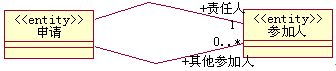 <<entity>>
申请
+责任人
1
0..*
+其他参加人
<<entity>>
参加人